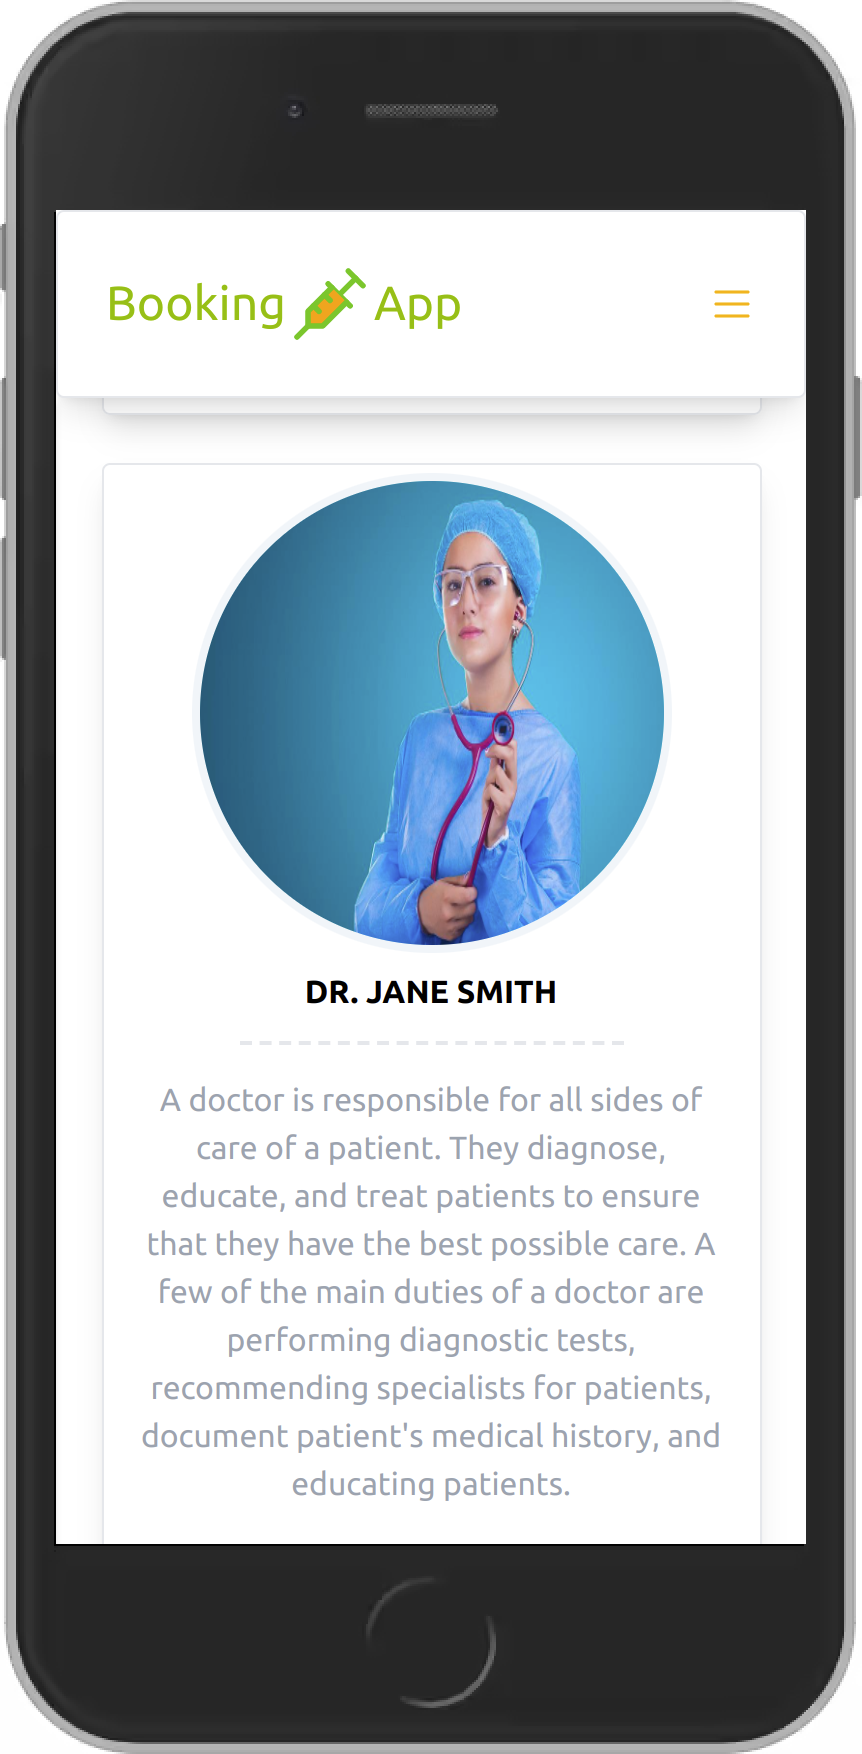 Booking App
DR. JANE SMITH
A doctor is responsible for all sides of
care of a patient. They diagnose,
educate, and treat patients to ensure
that they have the best possible care. A
few of the main duties of a doctor are
performing diagnostic tests,
recommending specialists for patients,
document patient's medical history, and
educating patients.